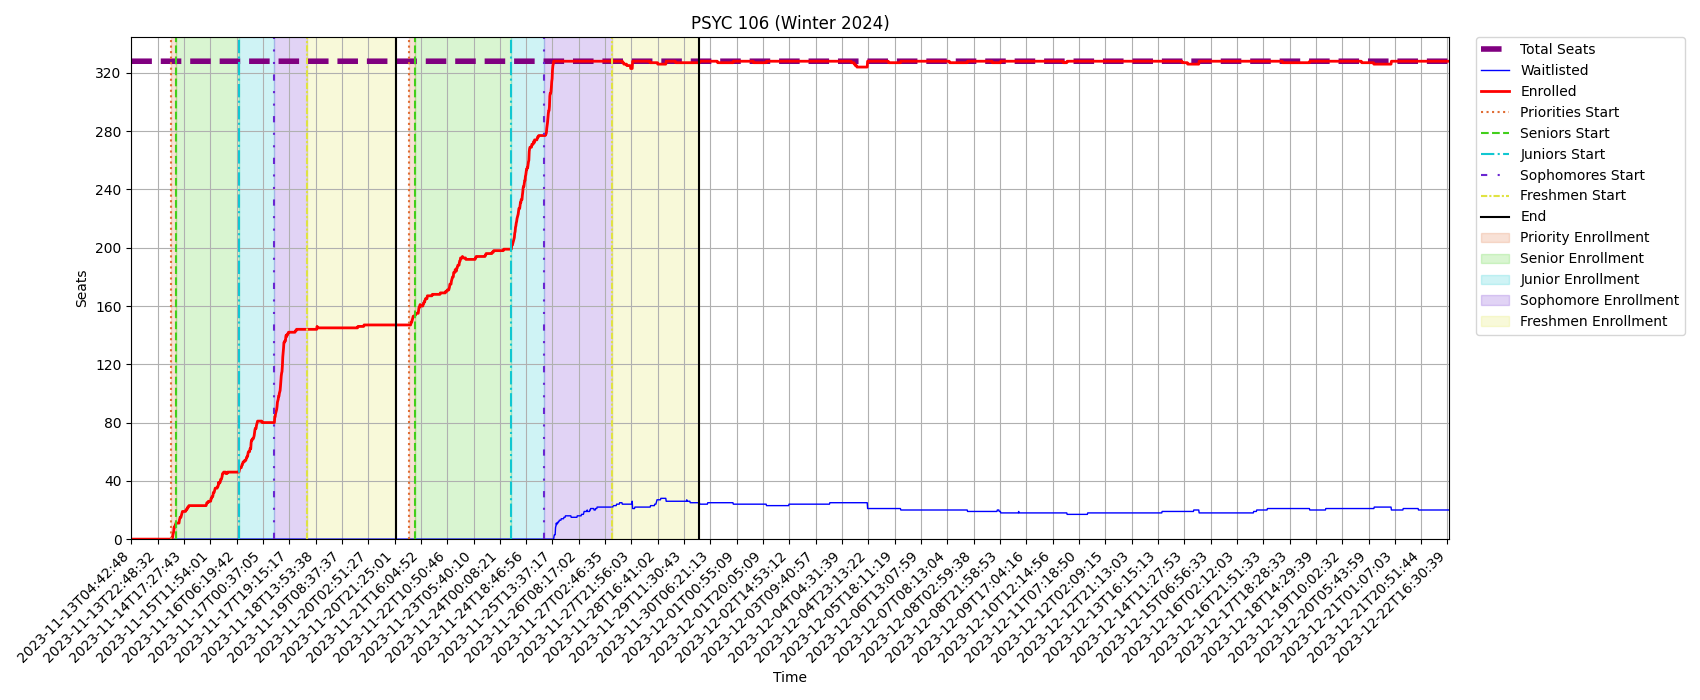 PSYC 106 (Winter 2024)
Seats
320
280
240
200
160
120
80
40
0
2023-11-13T04:42:48
2023-11-13T22:48:32
2023-11-14T17:27:43
2023-11-15T11:54:01
2023-11-16T06:19:42
2023-11-17T00:37:05
2023-11-17T19:15:17
2023-11-18T13:53:38
2023-11-19T08:37:37
2023-11-20T02:51:27
2023-11-20T21:25:01
2023-11-21T16:04:52
2023-11-22T10:50:46
2023-11-23T05:40:10
2023-11-24T00:08:21
2023-11-24T18:46:56
2023-11-25T13:37:17
2023-11-26T08:17:02
2023-11-27T02:46:35
2023-11-27T21:56:03
2023-11-28T16:41:02
2023-11-29T11:30:43
2023-11-30T06:21:13
2023-12-01T00:55:09
2023-12-01T20:05:09
2023-12-02T14:53:12
2023-12-03T09:40:57
2023-12-04T04:31:39
2023-12-04T23:13:22
2023-12-05T18:11:19
2023-12-06T13:07:59
2023-12-07T08:13:04
2023-12-08T02:59:38
2023-12-08T21:58:53
2023-12-09T17:04:16
2023-12-10T12:14:56
2023-12-11T07:18:50
2023-12-12T02:09:15
2023-12-12T21:13:03
2023-12-13T16:15:13
2023-12-14T11:27:53
2023-12-15T06:56:33
2023-12-16T02:12:03
2023-12-16T21:51:33
2023-12-17T18:28:33
2023-12-18T14:29:39
2023-12-19T10:02:32
2023-12-20T05:43:59
2023-12-21T01:07:03
2023-12-21T20:51:44
2023-12-22T16:30:39
Time
Total Seats
Waitlisted
Enrolled
Priorities Start
Seniors Start
Juniors Start
Sophomores Start
Freshmen Start
End
Priority Enrollment
Senior Enrollment
Junior Enrollment
Sophomore Enrollment
Freshmen Enrollment